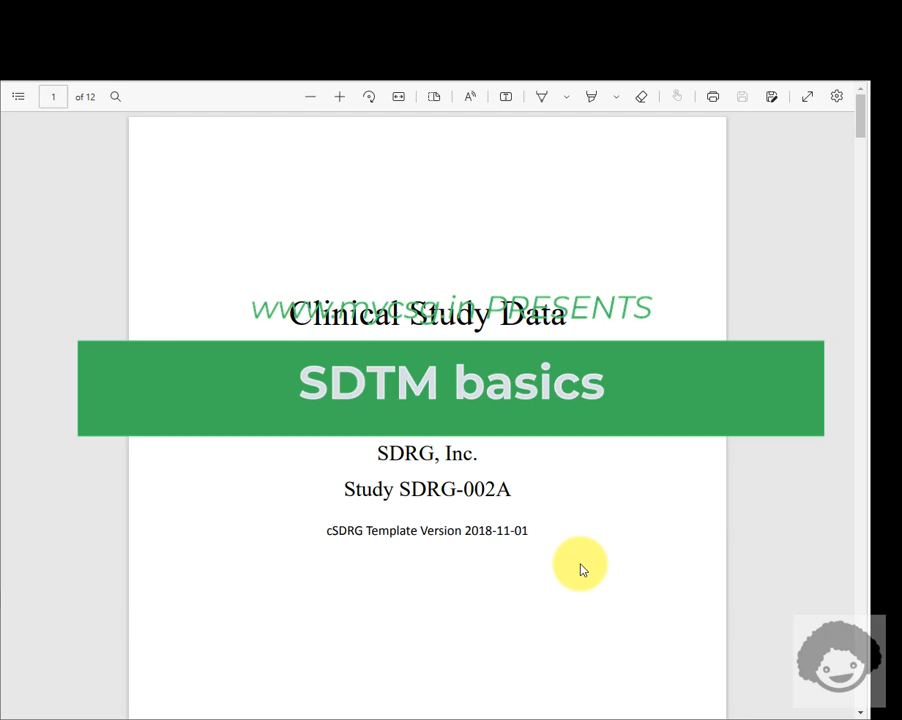 1 of 12
www.mycsg.in PRESENTS
Clinical Study Data
SDTM basics
SDRG, Inc.
Study SDRG-002A
cSDRG Template Version 2018-11-01